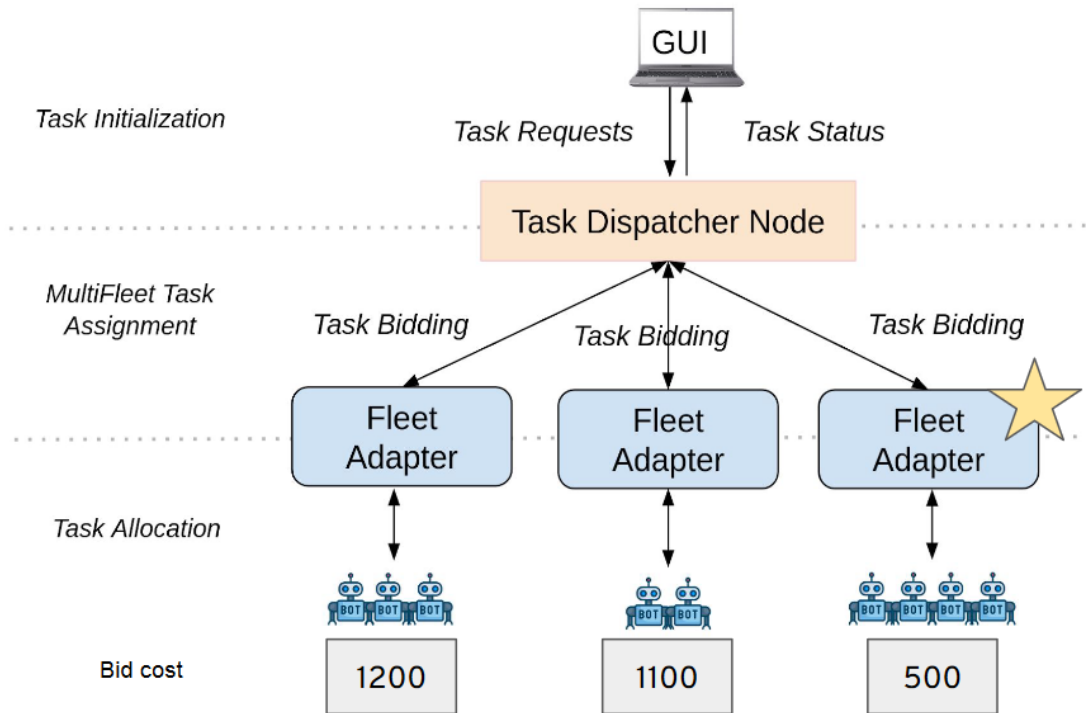 GUI
Task Initialization
Task Requests
Task Status
Task Dispatcher Node
MultiFleet Task
Assignment
Task Bidding
Task Bidding
Task Bidding
Fleet
Adapter
Fleet
Adapter
Fleet
Adapter
Task Allocation
BOT BOT BOT
BOT BOT
BOT BOT BOT BOT
Bid cost
1200
1100
500